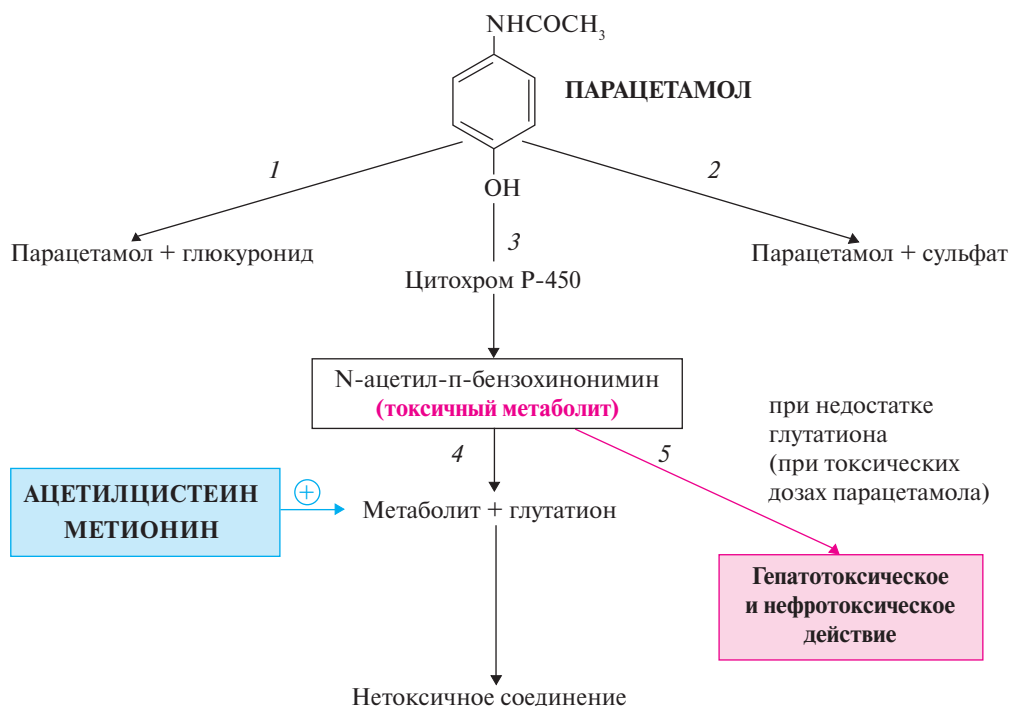 NHCOCH₃
ПАРАЦЕТАМОЛ
1
2
OH
3
Парацетамол + глюкуронид
Парацетамол + сульфат
Цитохром Р-450
N-ацетил-п-бензохинонимин
(токсичный метаболит)
при недостатке
глутатиона
(при токсических
дозах парацетамола)
4
5
АЦЕТИЛЦИСТЕИН
МЕТИОНИН
+
Метаболит + глутатион
Гепатотоксическое
и нефротоксическое
действие
Нетоксичное соединение